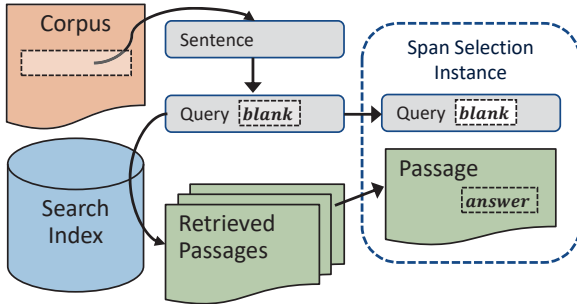 Corpus
Sentence
Span Selection
Instance
Query blank
Query blank
Search
Index
Retrieved
Passages
Passage
answer